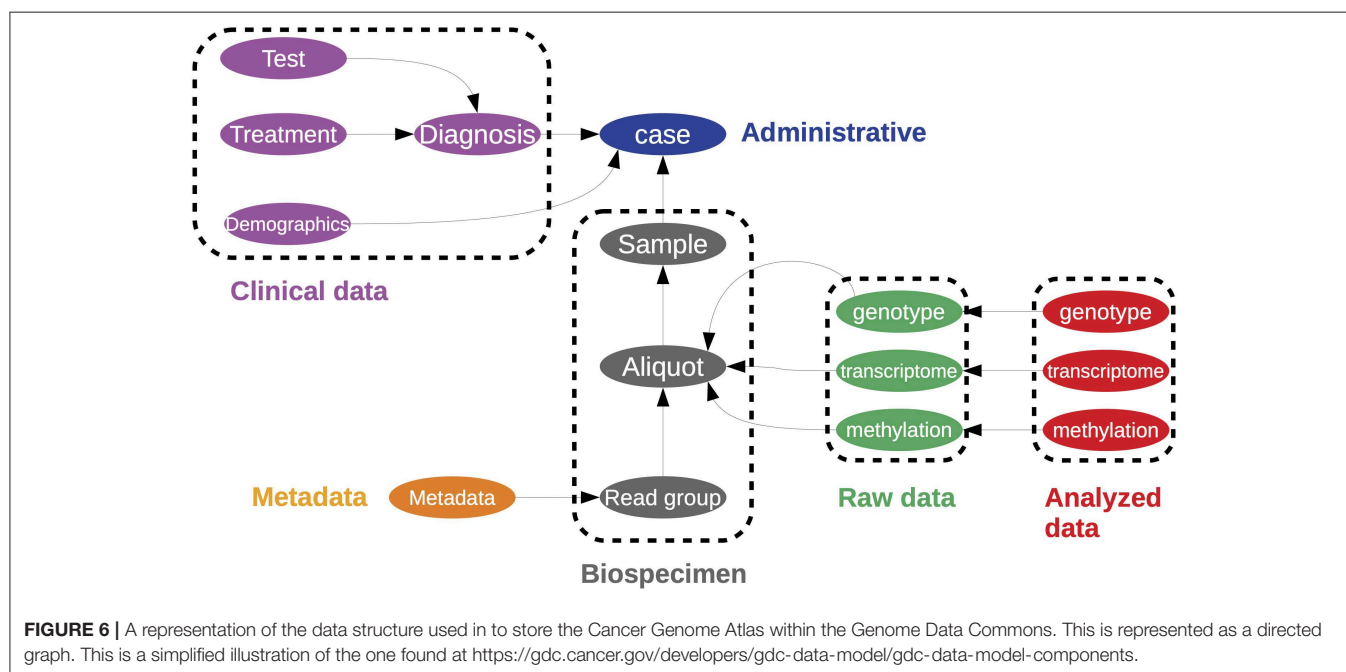 Test
Treatment
Diagnosis
case
Administrative
Demographics
Clinical data
Sample
genotype
genotype
Aliquot
transcriptome
transcriptome
methylation
methylation
Metadata
Metadata
Read group
Raw data
Analyzed
data
Biospecimen
FIGURE 6 | A representation of the data structure used in to store the Cancer Genome Atlas within the Genome Data Commons. This is represented as a directed
graph. This is a simplified illustration of the one found at https://gdc.cancer.gov/developers/gdc-data-model/gdc-data-model-components.